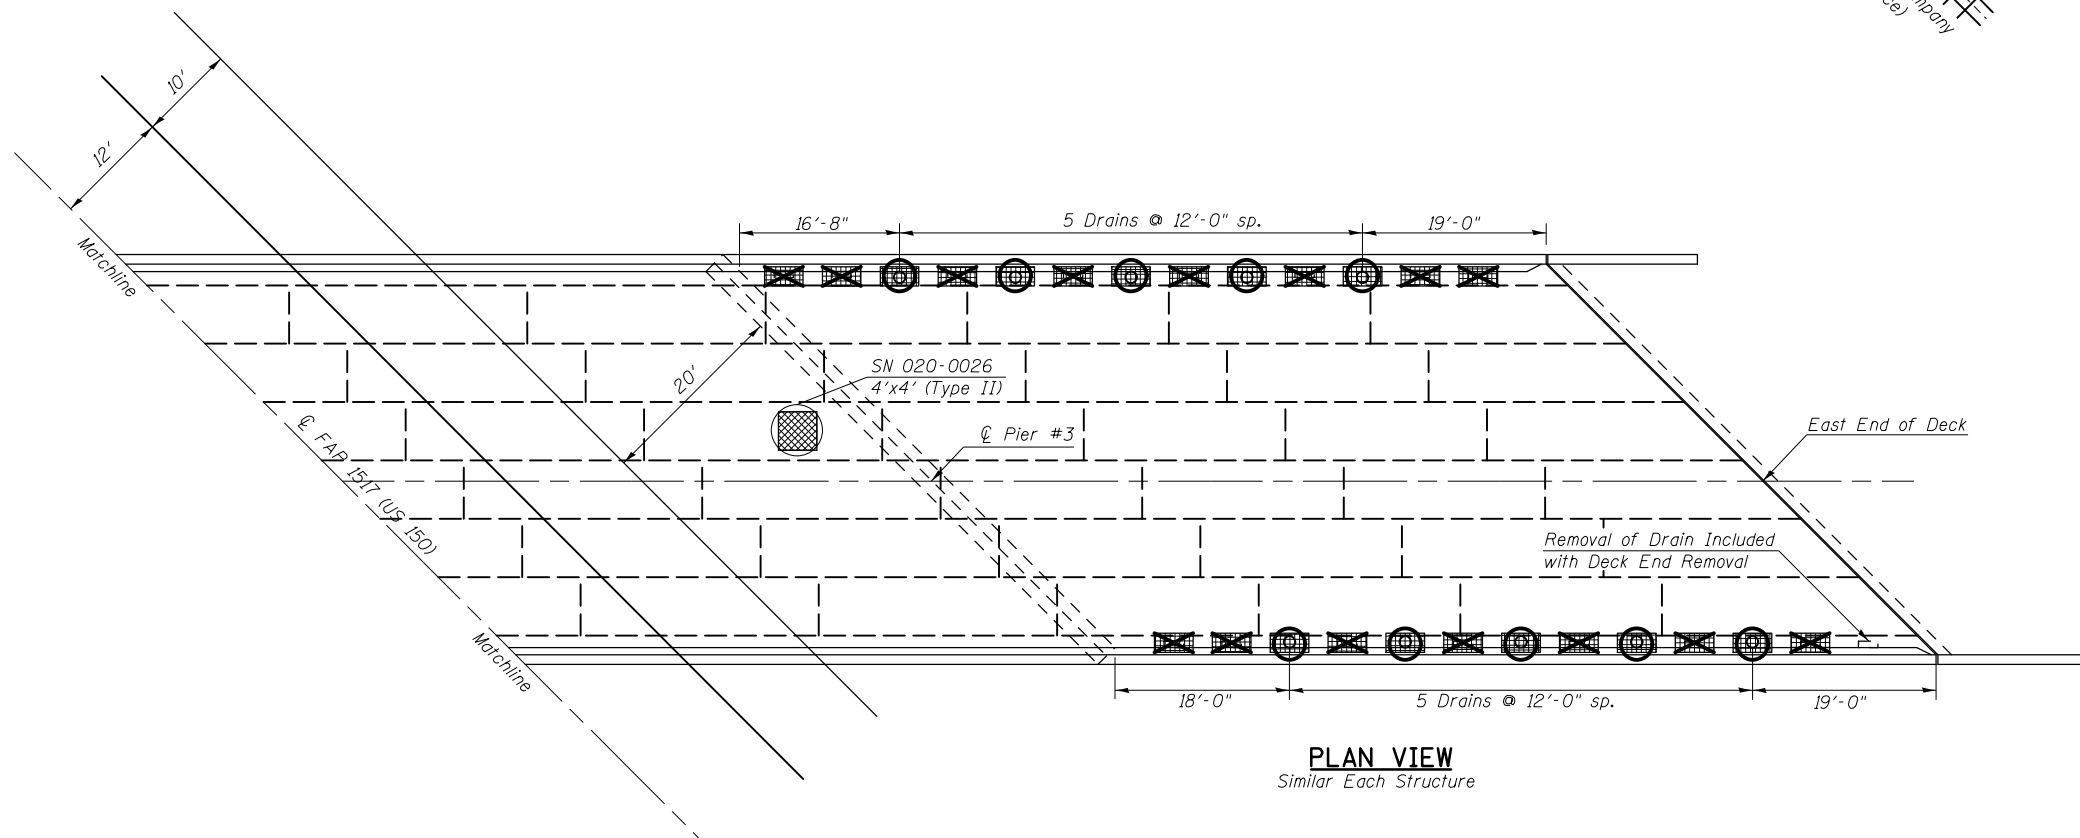 mpany
ce)
10'
12'
Matchline
16'-8"
5 Drains @ 12'-0" sp.
19'-0"
20'
SN 020-0026
4'x4' (Type II)
℄ Pier #3
East End of Deck
℄ FAP 1517 (US 150)
Removal of Drain Included
with Deck End Removal
Matchline
18'-0"
5 Drains @ 12'-0" sp.
19'-0"
PLAN VIEW
Similar Each Structure